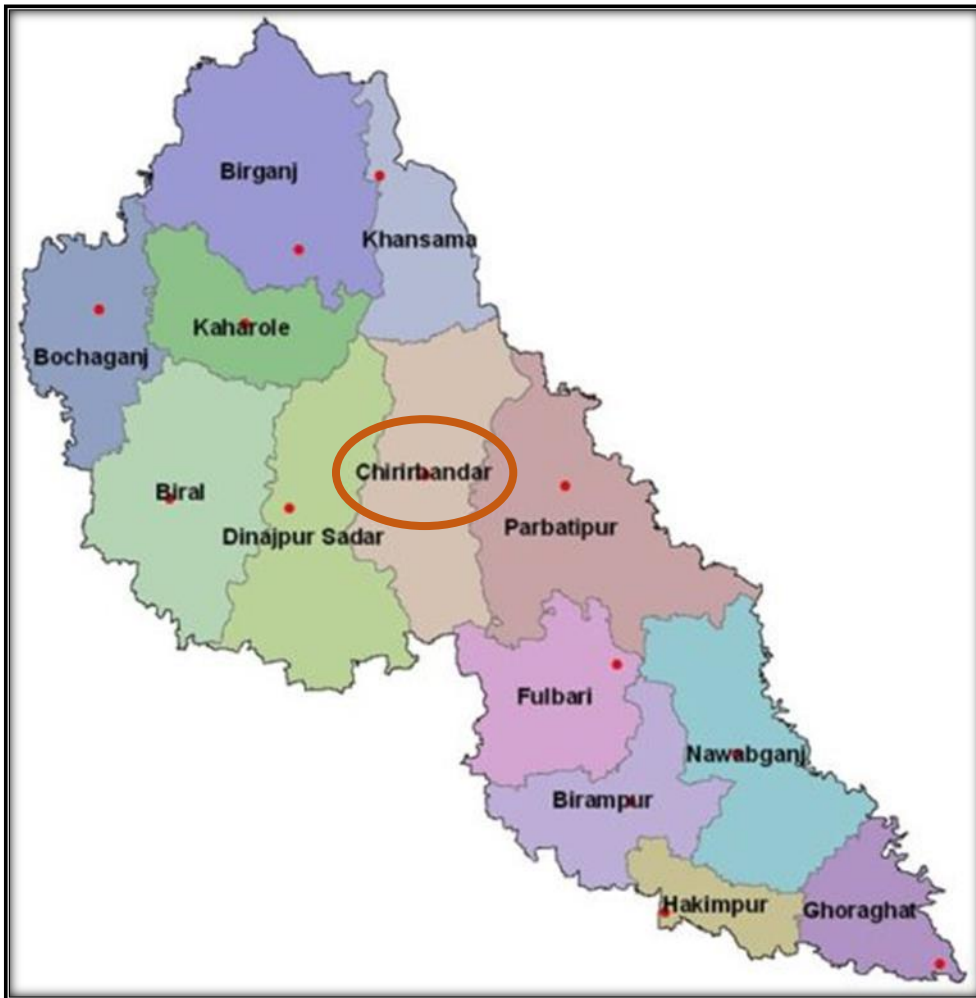 Birganj
Khansama
Kaharole
Bochaganj
Chirirbandar
Biral
Parbatipur
Dinajpur Sadar
Fulbari
Nawabganj
Birampur
Hakimpur
Ghoraghat